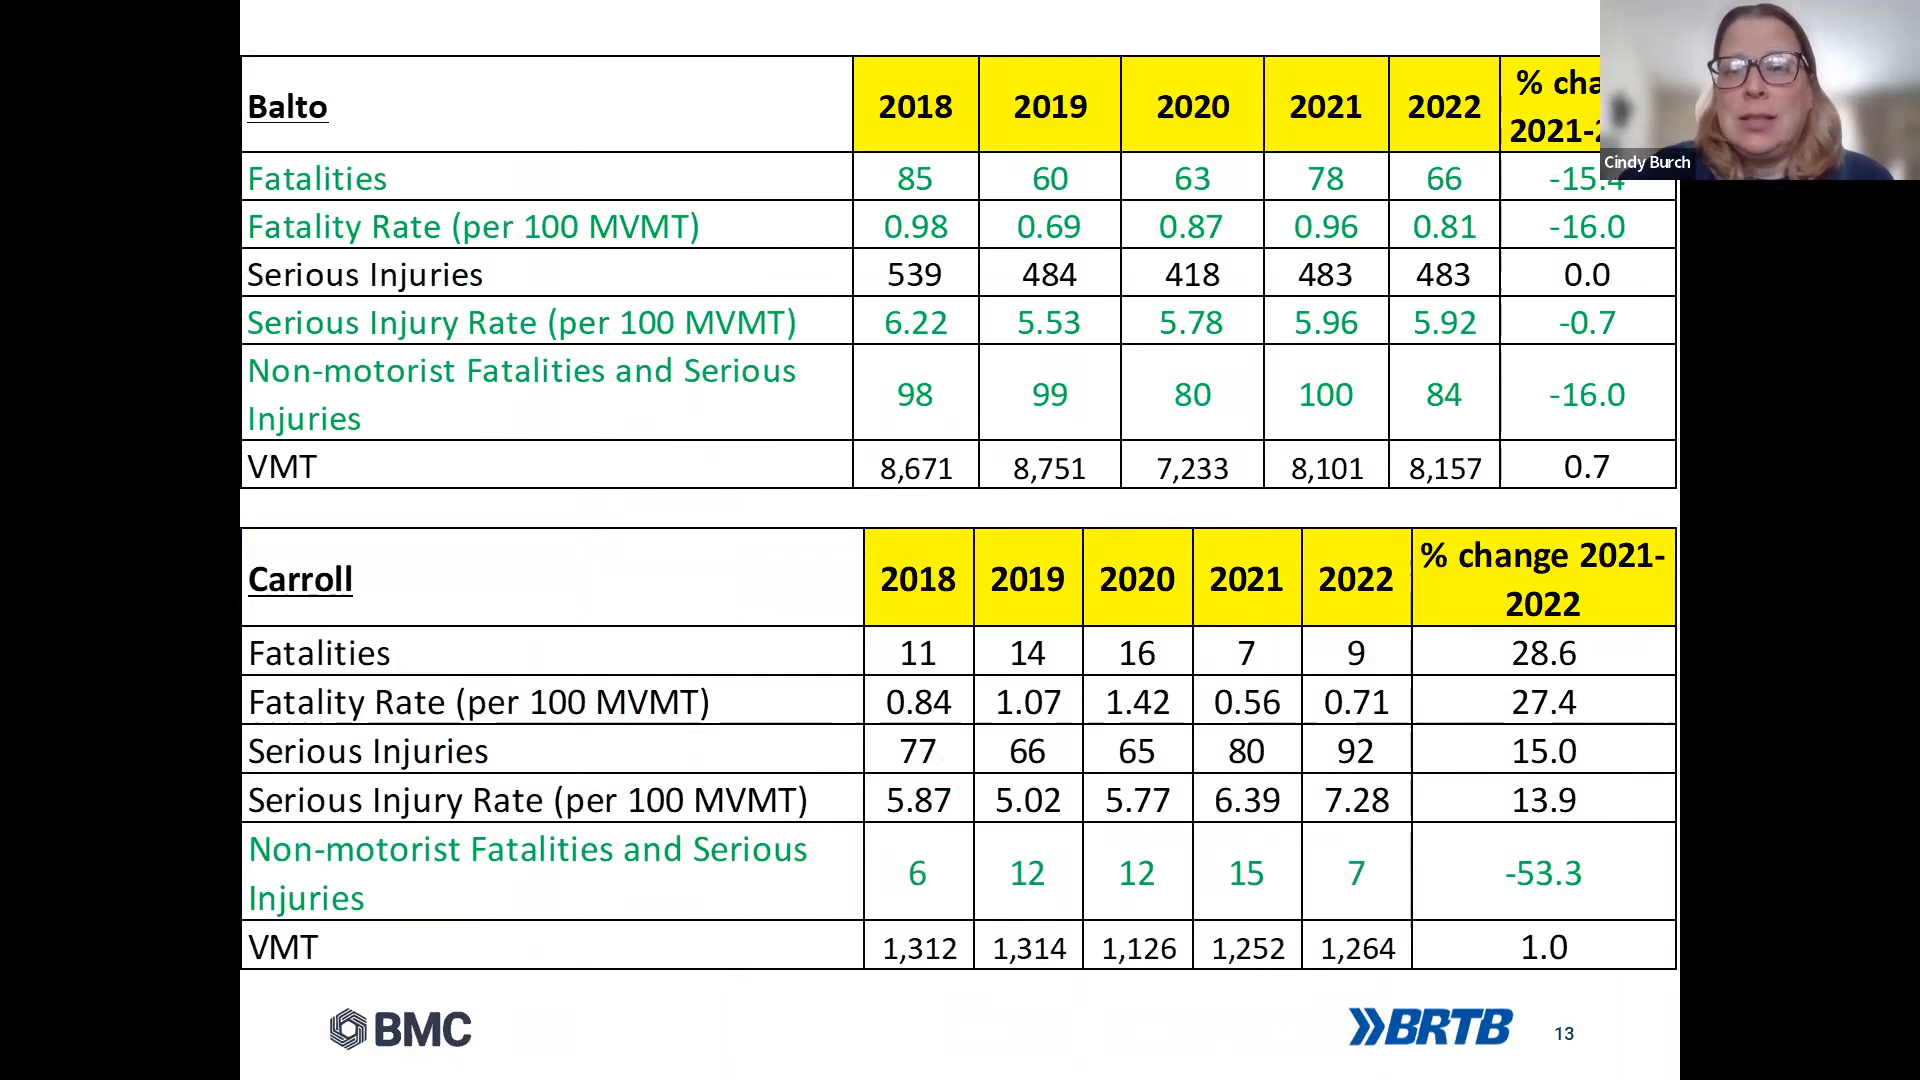 Balto 2018 2019 2020 2021 2022 % cha
2021-2
Cindy Burch
Fatalities 85 60 63 78 66 -15.4
Fatality Rate (per 100 MVMT) 0.98 0.69 0.87 0.96 0.81 -16.0
Serious Injuries 539 484 418 483 483 0.0
Serious Injury Rate (per 100 MVMT) 6.22 5.53 5.78 5.96 5.92 -0.7
Non-motorist Fatalities and Serious
Injuries 98 99 80 100 84 -16.0
VMT 8,671 8,751 7,233 8,101 8,157 0.7
Carroll 2018 2019 2020 2021 2022 % change 2021-
2022
Fatalities 11 14 16 7 9 28.6
Fatality Rate (per 100 MVMT) 0.84 1.07 1.42 0.56 0.71 27.4
Serious Injuries 77 66 65 80 92 15.0
Serious Injury Rate (per 100 MVMT) 5.87 5.02 5.77 6.39 7.28 13.9
Non-motorist Fatalities and Serious
Injuries 6 12 12 15 7 -53.3
VMT 1,312 1,314 1,126 1,252 1,264 1.0
BMC BRTB 13